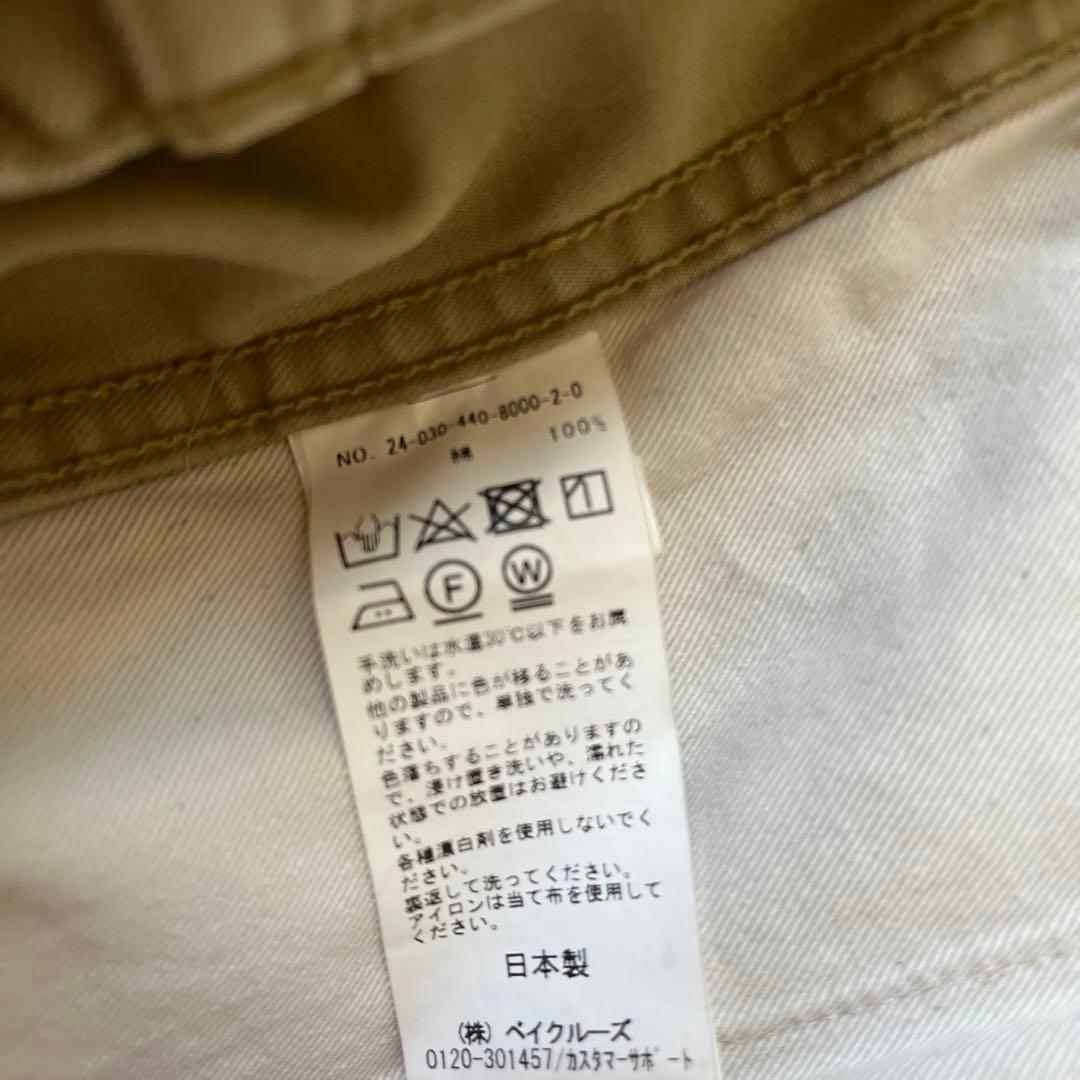 NO. 24-030-440-8000-2-0
綿 100%
F W
手洗いは水温30℃以下をお薦
めします。
他の製品に色が移ることがあ
りますので、単独で洗ってく
ださい。
色落ちすることがありますの
で、浸け置き洗いや、濡れた
状態での放置はお避けくださ
い。
各種漂白剤を使用しないでく
ださい。
裏返して洗ってください。
アイロンは当て布を使用して
ください。
日本製
(株) ベイクルーズ
0120-301457/カスタマーサポート